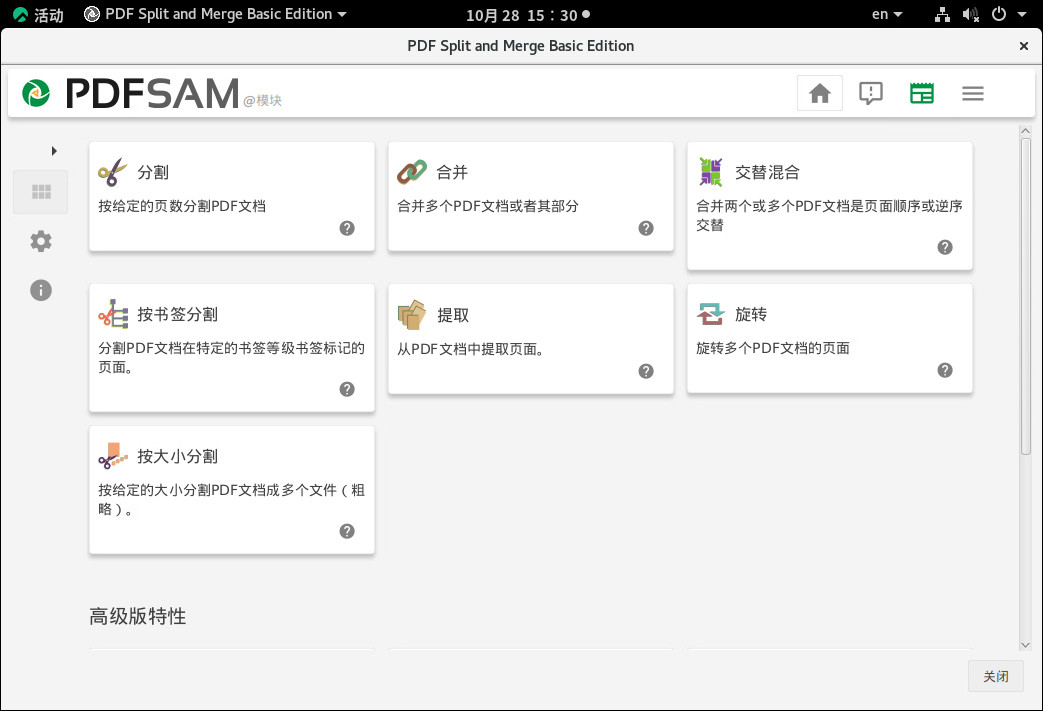 活动 PDF Split and Merge Basic Edition 10月28 15：30 en
PDF Split and Merge Basic Edition
PDFSAM @模块
分割
按给定的页数分割PDF文档
合并
合并多个PDF文档或者其部分
交替混合
合并两个或多个PDF文档是页面顺序或逆序
交替
按书签分割
分割PDF文档在特定的书签等级书签标记的
页面。
提取
从PDF文档中提取页面。
旋转
旋转多个PDF文档的页面
按大小分割
按给定的大小分割PDF文档成多个文件（粗
略）。
高级版特性
关闭